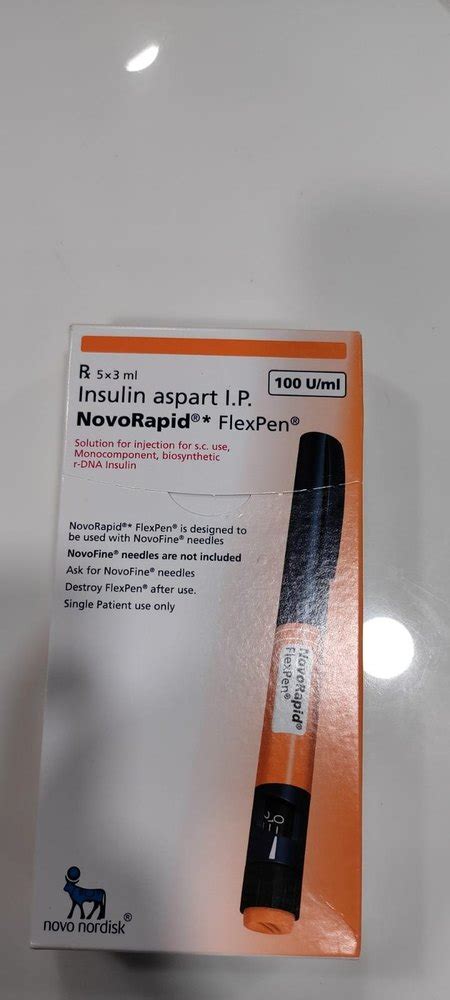 ℞ 5×3 ml
Insulin aspart I.P.
100 U/ml
NovoRapid®* FlexPen®
Solution for injection for s.c. use,
Monocomponent, biosynthetic
r-DNA Insulin
NovoRapid®* FlexPen® is designed to
be used with NovoFine® needles
NovoFine® needles are not included
Ask for NovoFine® needles
Destroy FlexPen® after use.
Single Patient use only
NovoRapid®
FlexPen®
novo nordisk®